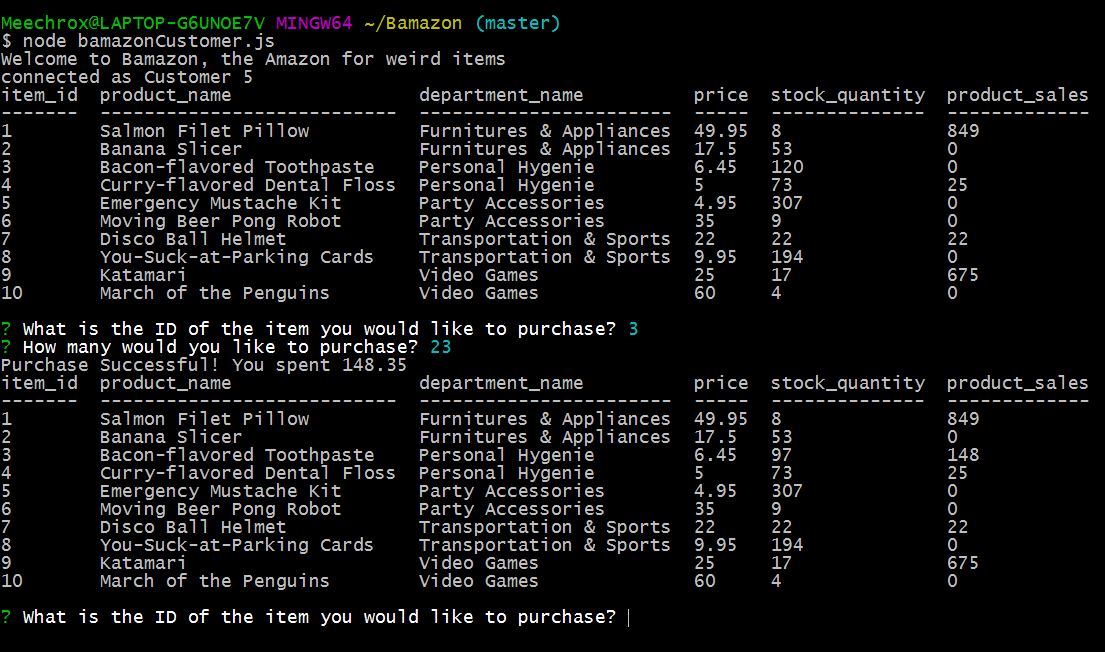 Meechrox@LAPTOP-G6UNOE7V MINGW64 ~/Bamazon (master)
$ node bamazonCustomer.js
Welcome to Bamazon, the Amazon for weird items
connected as Customer 5
item_id  product_name                 department_name          price  stock_quantity  product_sales
-------  ---------------------------  -----------------------  -----  --------------  -------------
1        Salmon Filet Pillow          Furnitures & Appliances  49.95  8               849
2        Banana Slicer                Furnitures & Appliances  17.5   53              0
3        Bacon-flavored Toothpaste    Personal Hygenie         6.45   120             0
4        Curry-flavored Dental Floss  Personal Hygenie         5      73              25
5        Emergency Mustache Kit       Party Accessories        4.95   307             0
6        Moving Beer Pong Robot       Party Accessories        35     9               0
7        Disco Ball Helmet            Transportation & Sports  22     22              22
8        You-Suck-at-Parking Cards    Transportation & Sports  9.95   194             0
9        Katamari                     Video Games              25     17              675
10       March of the Penguins        Video Games              60     4               0

? What is the ID of the item you would like to purchase? 3
? How many would you like to purchase? 23
Purchase Successful! You spent 148.35
item_id  product_name                 department_name          price  stock_quantity  product_sales
-------  ---------------------------  -----------------------  -----  --------------  -------------
1        Salmon Filet Pillow          Furnitures & Appliances  49.95  8               849
2        Banana Slicer                Furnitures & Appliances  17.5   53              0
3        Bacon-flavored Toothpaste    Personal Hygenie         6.45   97              148
4        Curry-flavored Dental Floss  Personal Hygenie         5      73              25
5        Emergency Mustache Kit       Party Accessories        4.95   307             0
6        Moving Beer Pong Robot       Party Accessories        35     9               0
7        Disco Ball Helmet            Transportation & Sports  22     22              22
8        You-Suck-at-Parking Cards    Transportation & Sports  9.95   194             0
9        Katamari                     Video Games              25     17              675
10       March of the Penguins        Video Games              60     4               0

? What is the ID of the item you would like to purchase?